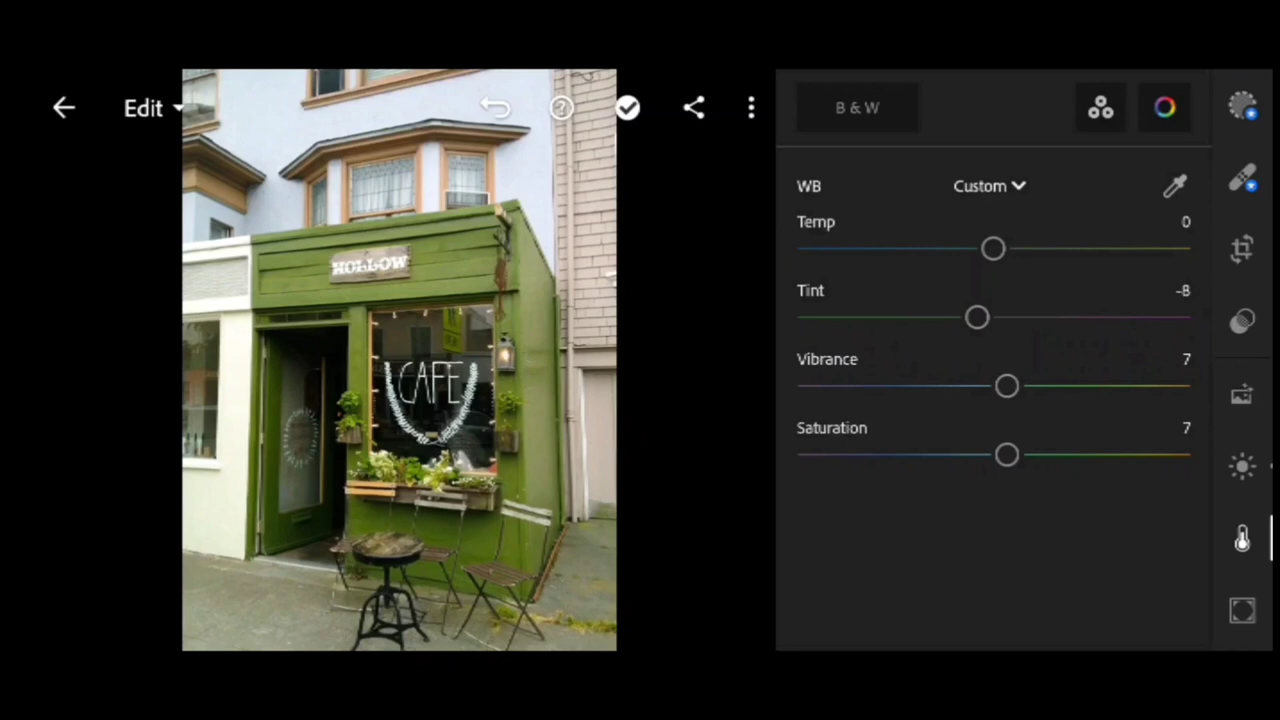 Edit
B & W
WB
Custom
Temp
0
Tint
-8
Vibrance
7
Saturation
7
HOLLOW
CAFE